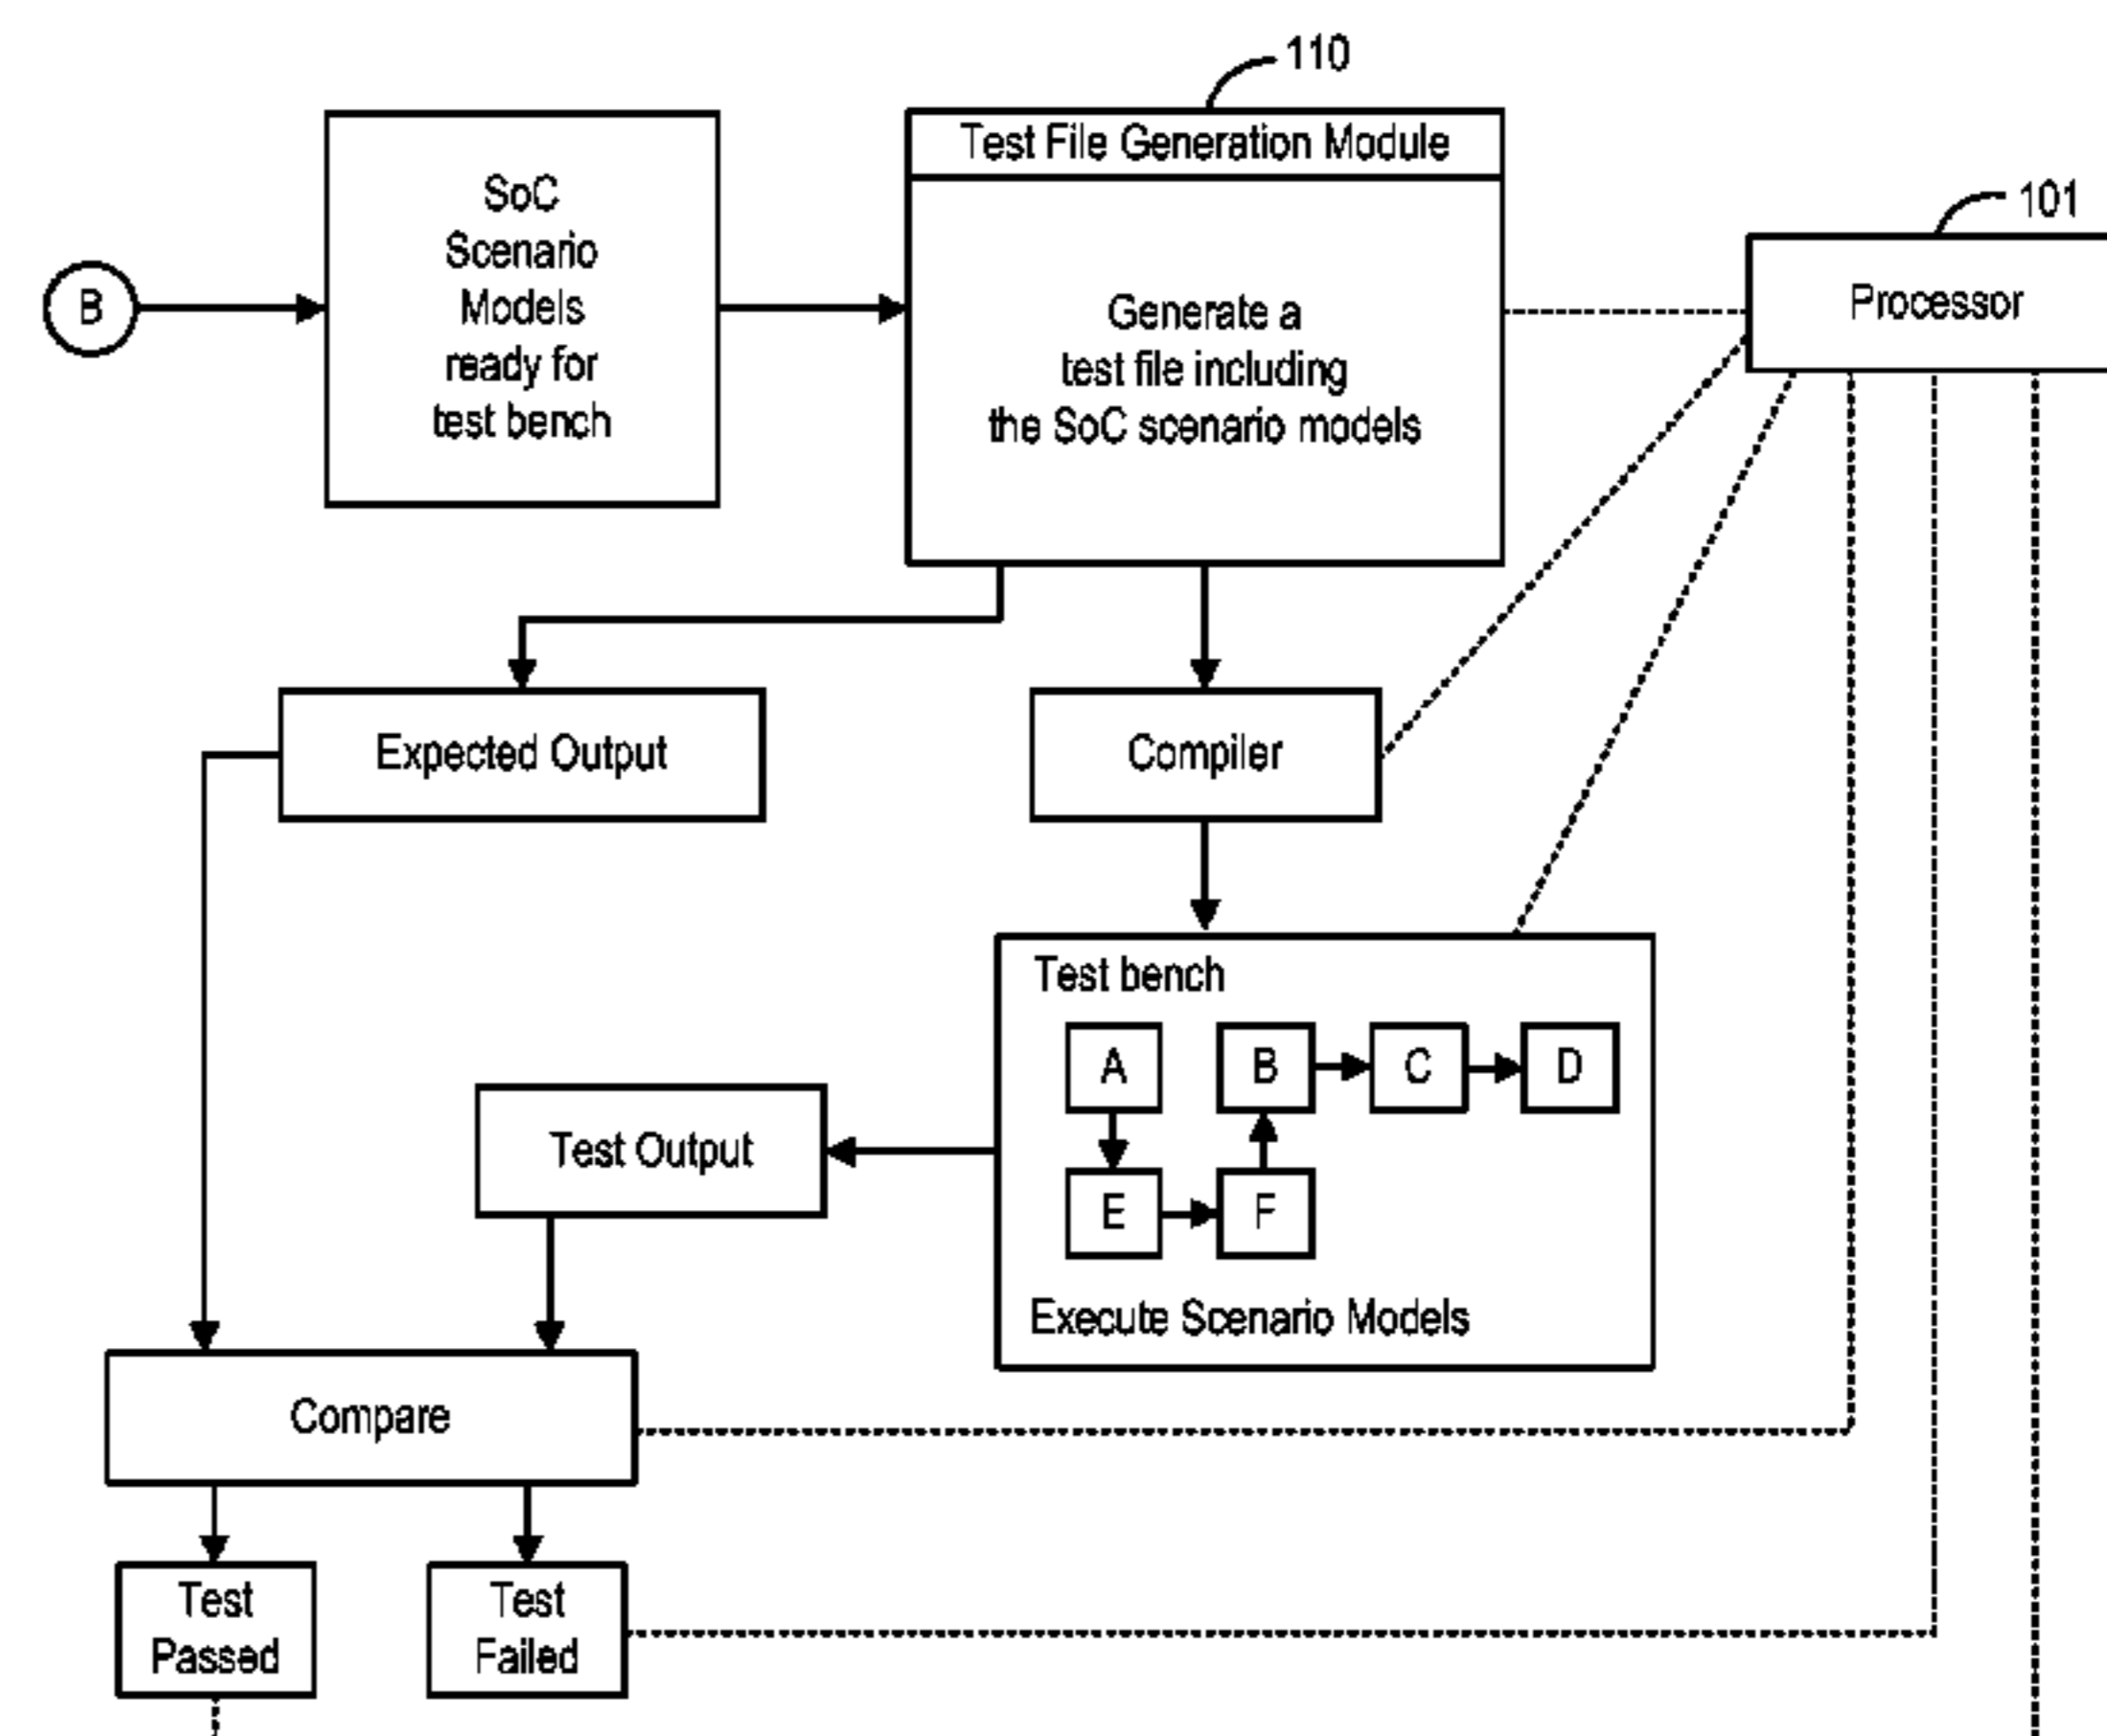 110
Test File Generation Module
101
SoC
Scenario
Models
ready for
test bench
B
Generate a
test file including
the SoC scenario models
Processor
Expected Output
Compiler
Test bench
A
B
C
D
Test Output
E
F
Execute Scenario Models
Compare
Test
Passed
Test
Failed